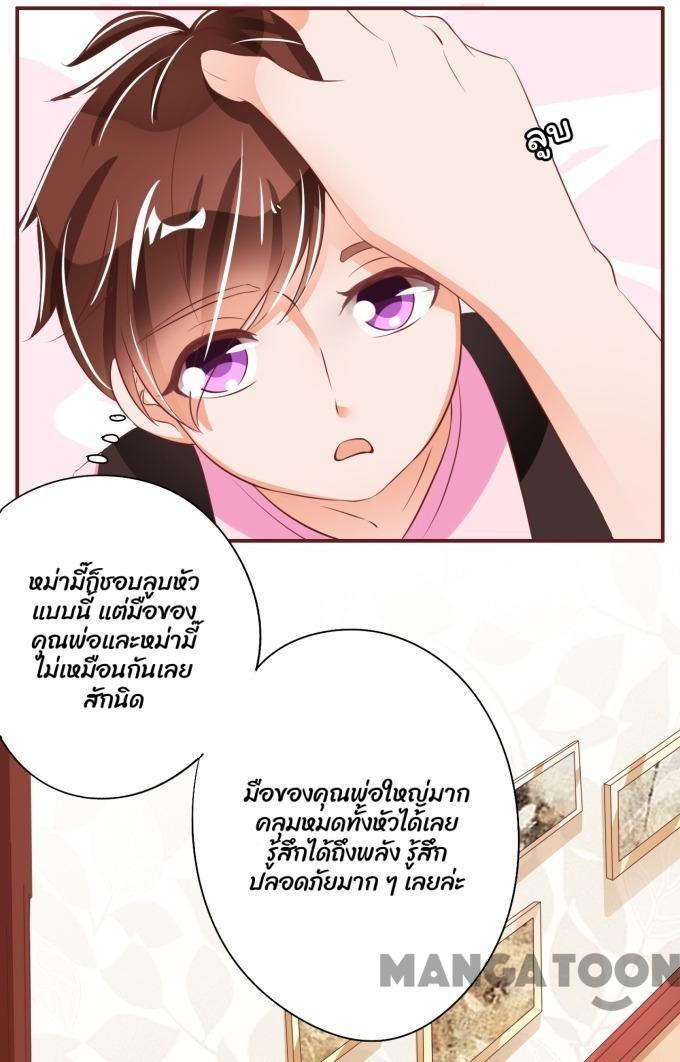 ลูบ
หม่ามี๊ก็ชอบลูบหัว
แบบนี้ แต่มือของ
คุณพ่อและหม่ามี๊
ไม่เหมือนกันเลย
สักนิด
มือของคุณพ่อใหญ่มาก
คลุมหมดทั้งหัวได้เลย
รู้สึกได้ถึงพลัง รู้สึก
ปลอดภัยมาก ๆ เลยล่ะ
MANGATOON